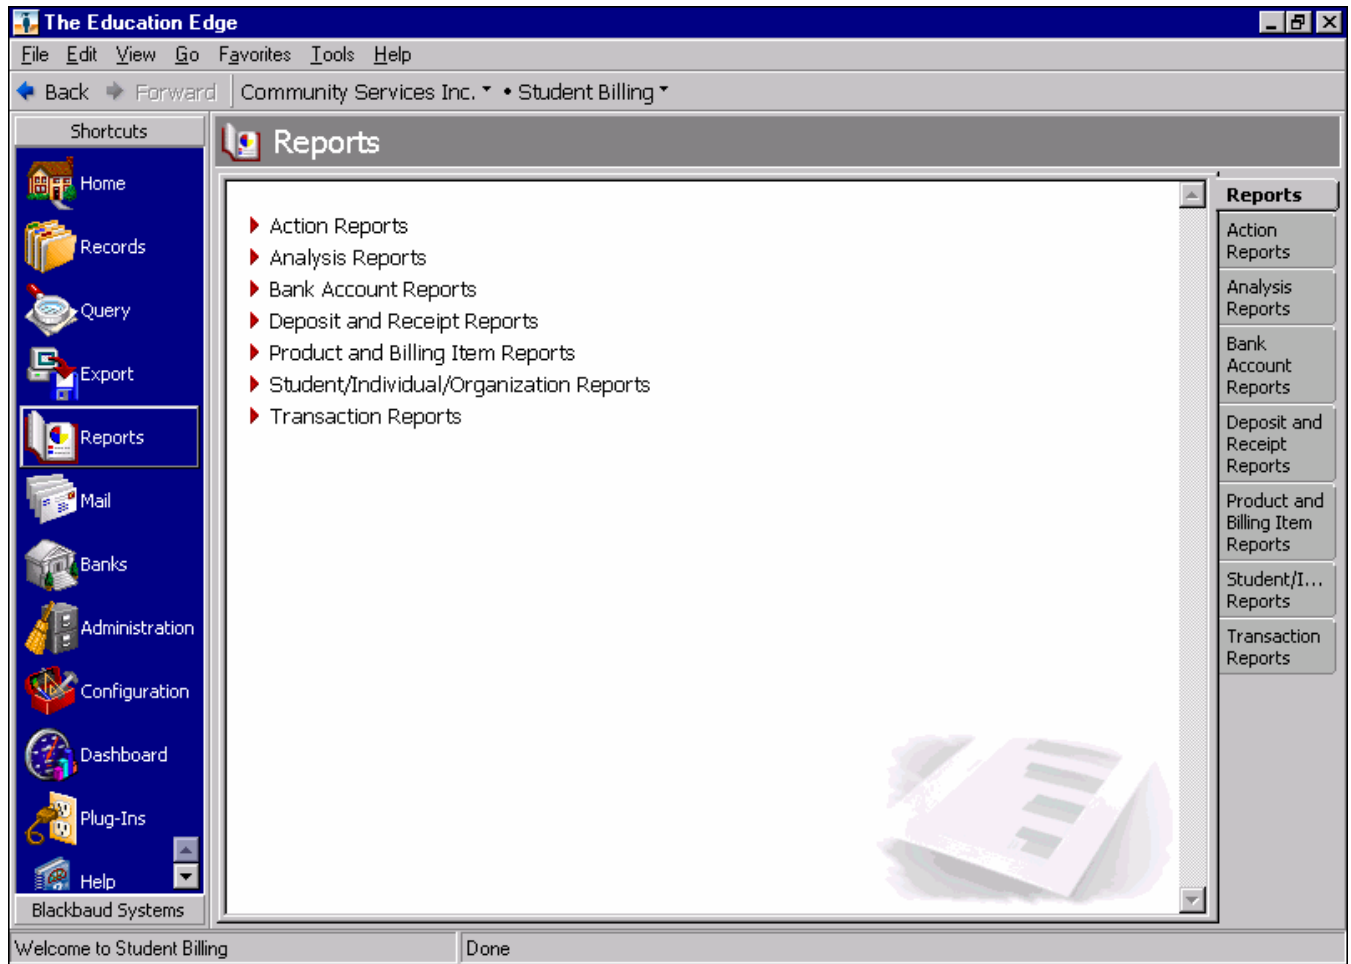 The Education Edge
File Edit View Go Favorites Tools Help
Back Forward Community Services Inc. • Student Billing
Shortcuts
Home
Records
Query
Export
Reports
Mail
Banks
Administration
Configuration
Dashboard
Plug-Ins
Help
Blackbaud Systems
Reports
Action Reports
Analysis Reports
Bank Account Reports
Deposit and Receipt Reports
Product and Billing Item Reports
Student/Individual/Organization Reports
Transaction Reports
Reports
Action
Reports
Analysis
Reports
Bank
Account
Reports
Deposit and
Receipt
Reports
Product and
Billing Item
Reports
Student/I...
Reports
Transaction
Reports
Welcome to Student Billing
Done